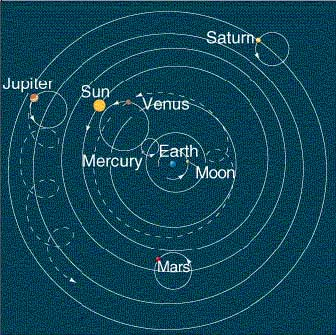 Saturn
Jupiter
Sun
Venus
Mercury
Earth
Moon
Mars